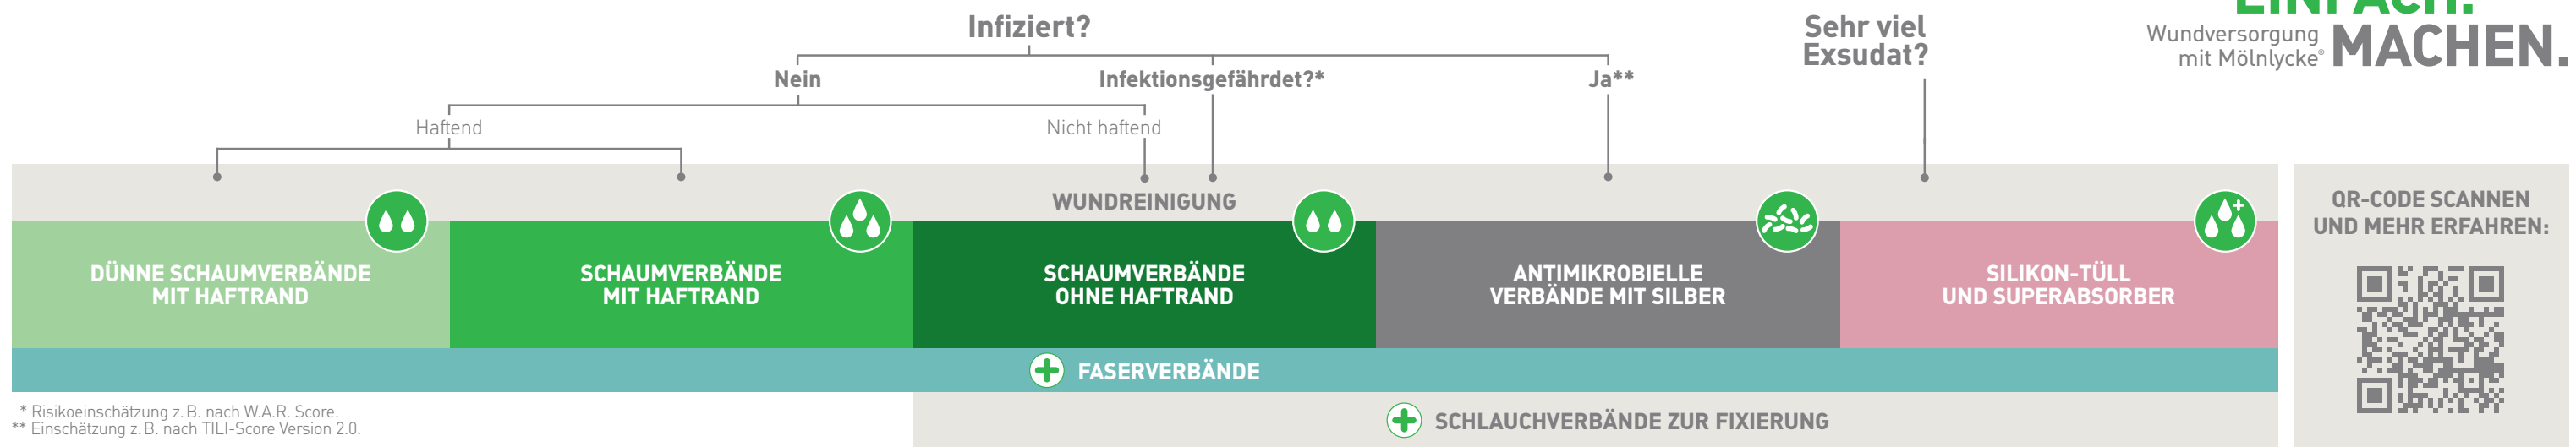 EINFACH.
Wundversorgung
mit Mölnlycke® MACHEN.
Infiziert?
Sehr viel
Exsudat?
Nein
Infektionsgefährdet?*
Ja**
Haftend
Nicht haftend
WUNDREINIGUNG
DÜNNE SCHAUMVERBÄNDE
MIT HAFTRAND
SCHAUMVERBÄNDE
MIT HAFTRAND
SCHAUMVERBÄNDE
OHNE HAFTRAND
ANTIMIKROBIELLE
VERBÄNDE MIT SILBER
SILIKON-TÜLL
UND SUPERABSORBER
FASERVERBÄNDE
SCHLAUCHVERBÄNDE ZUR FIXIERUNG
* Risikoeinschätzung z. B. nach W.A.R. Score.
** Einschätzung z. B. nach TILI-Score Version 2.0.
QR-CODE SCANNEN
UND MEHR ERFAHREN: